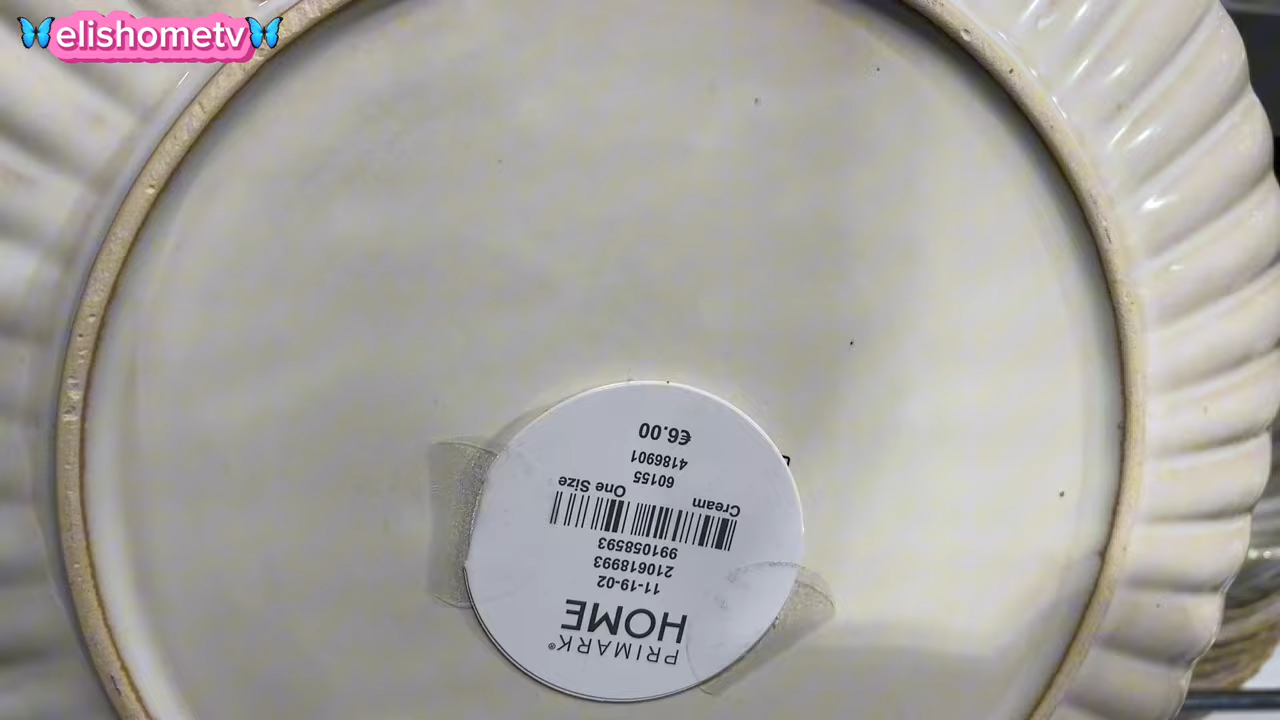 elishometv
PRIMARK®
HOME
11-19-02
210618993
991058593
Cream One Size
60155
4186901
€6.00